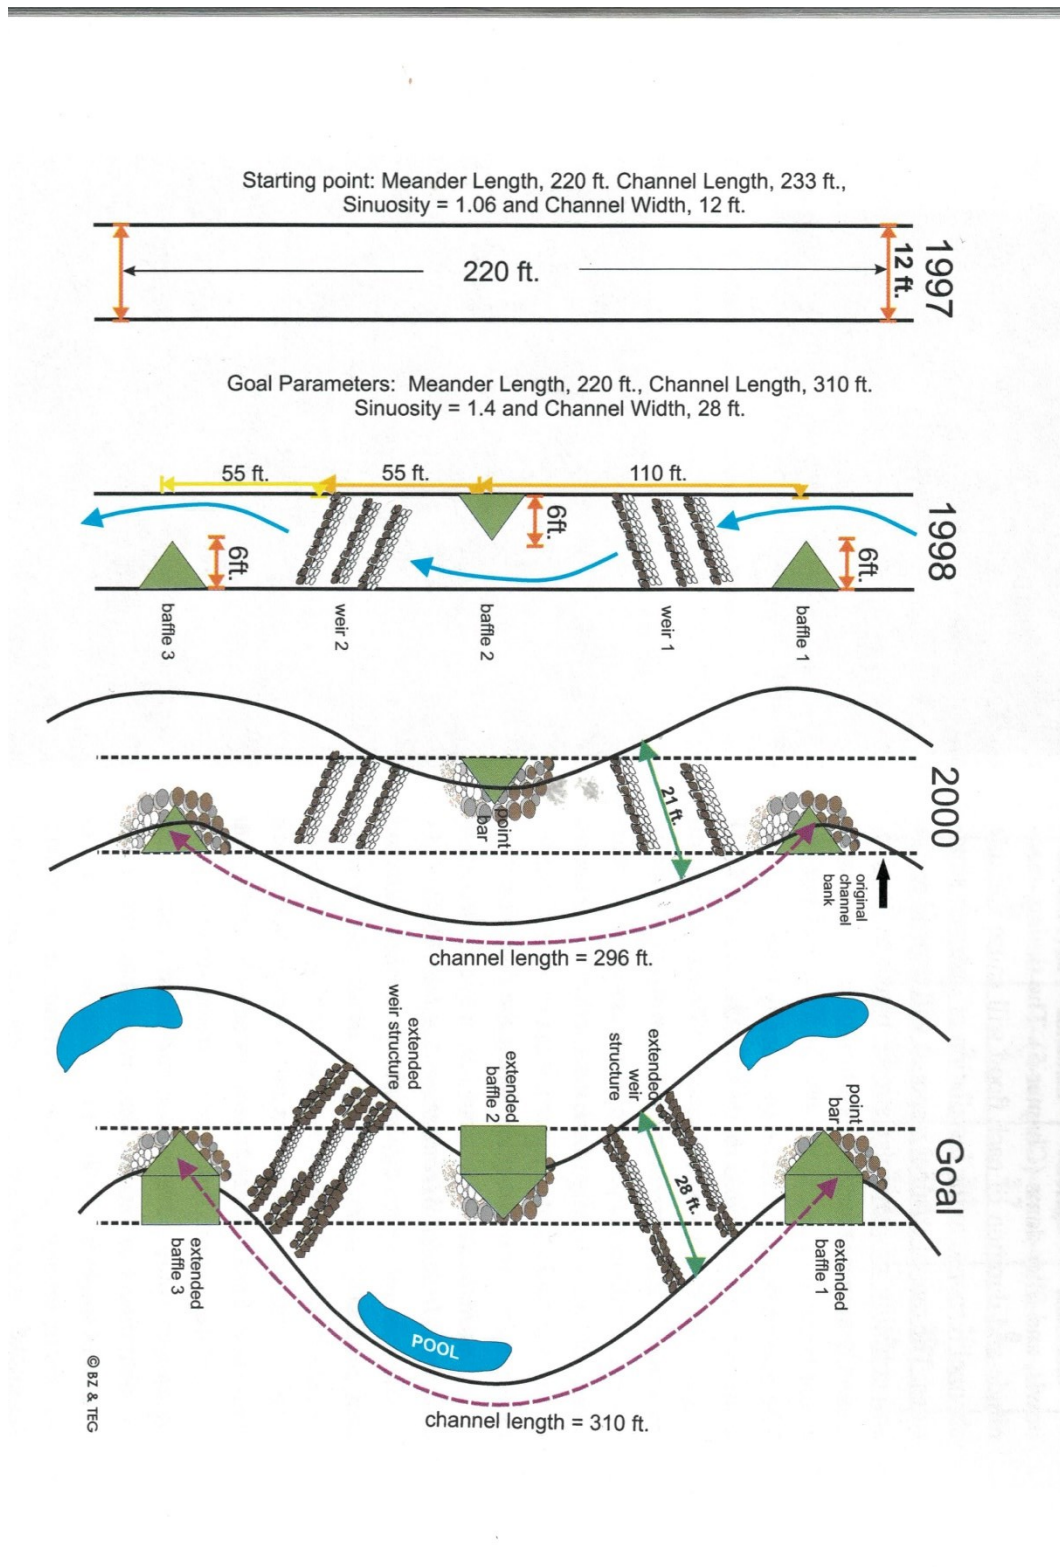 Starting point: Meander Length, 220 ft. Channel Length, 233 ft.,
Sinuosity = 1.06 and Channel Width, 12 ft.
1997
220 ft.
12 ft.
Goal Parameters: Meander Length, 220 ft., Channel Length, 310 ft.
Sinuosity = 1.4 and Channel Width, 28 ft.
1998
55 ft.
55 ft.
110 ft.
6ft.
6ft.
6ft.
baffle 3
weir 2
baffle 2
weir 1
baffle 1
2000
21 ft.
point
bar
original
channel
bank
channel length = 296 ft.
Goal
extended
weir structure
extended
baffle 2
extended
weir
structure
point
bar
28 ft.
extended
baffle 3
extended
baffle 1
POOL
channel length = 310 ft.
© BZ & TEG